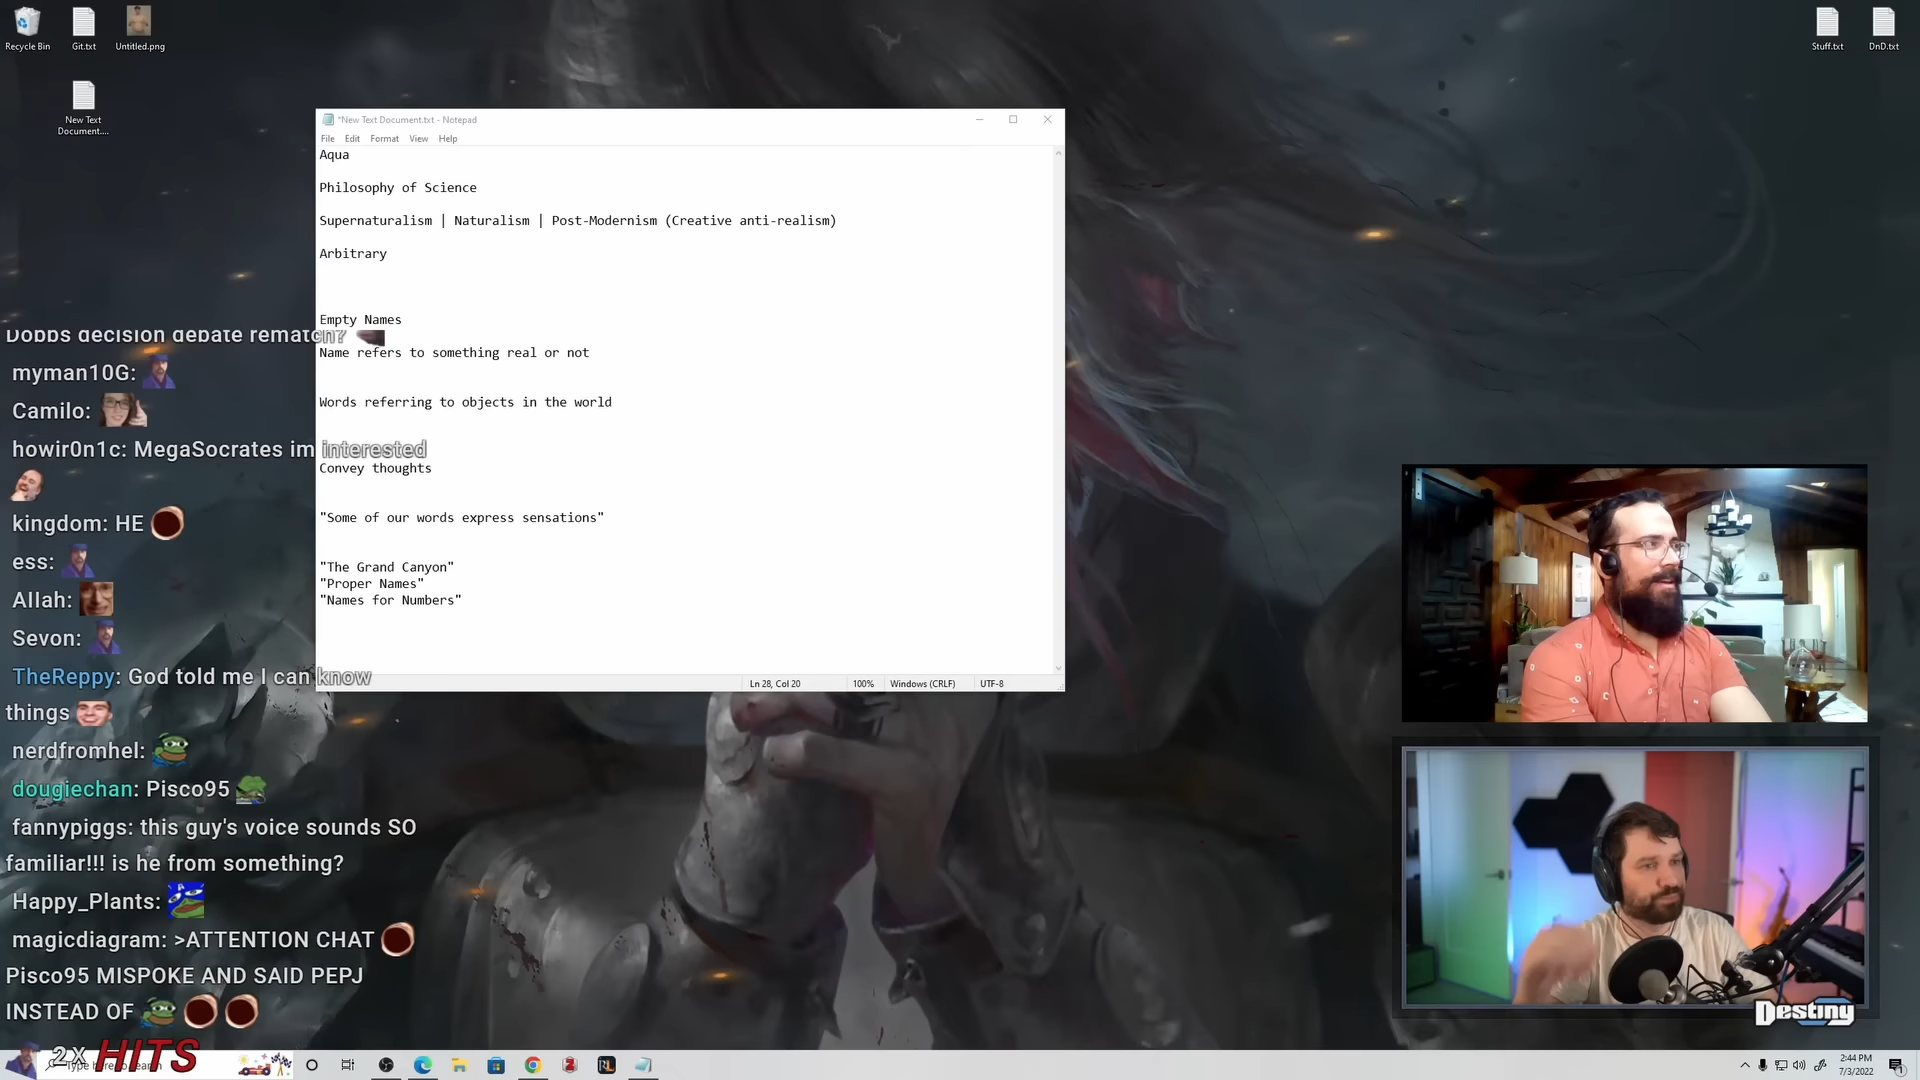 Recycle Bin
Git.txt
Untitled.png
Stuff.txt
DnD.txt
New Text
Document....
*New Text Document.txt - Notepad
File Edit Format View Help
Aqua
Philosophy of Science
Supernaturalism | Naturalism | Post-Modernism (Creative anti-realism)
Arbitrary
Empty Names
Name refers to something real or not
Words referring to objects in the world
Convey thoughts
"Some of our words express sensations"
"The Grand Canyon"
"Proper Names"
"Names for Numbers"
Ln 28, Col 20
100%
Windows (CRLF)
UTF-8
Dobbs decision debate rematch?
myman10G:
Camilo:
howir0n1c: MegaSocrates im interested
kingdom: HE
ess:
Allah:
Sevon:
TheReppy: God told me I can know
things
nerdfromhel:
dougiechan: Pisco95
fannypiggs: this guy's voice sounds SO
familiar!!! is he from something?
Happy_Plants:
magicdiagram: >ATTENTION CHAT
Pisco95 MISPOKE AND SAID PEPJ
INSTEAD OF
2x HITS
Type here to search
Destiny
2:44 PM
7/3/2022